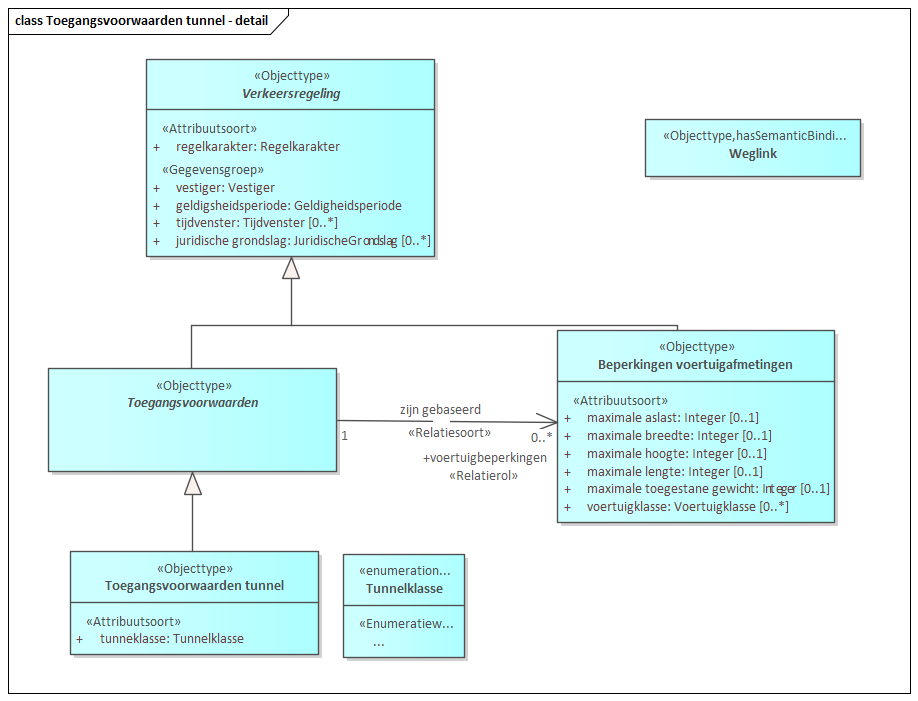 class Toegangsvoorwaarden tunnel - detail
«Objecttype»
Verkeersregeling
«Attribuutsoort»
+ regelkarakter: Regelkarakter
«Gegevensgroep»
+ vestiger: Vestiger
+ geldigsheidsperiode: Geldigheidsperiode
+ tijdvenster: Tijdvenster [0..*]
+ juridische grondslag: JuridischeGrondslag [0..*]
«Objecttype,hasSemanticBindi...
Weglink
«Objecttype»
Toegangsvoorwaarden
zijn gebaseerd
«Relatiesoort»
1
0..*
+voertuigbeperkingen
«Relatierol»
«Objecttype»
Beperkingen voertuigafmetingen
«Attribuutsoort»
+ maximale aslast: Integer [0..1]
+ maximale breedte: Integer [0..1]
+ maximale hoogte: Integer [0..1]
+ maximale lengte: Integer [0..1]
+ maximale toegestane gewicht: Integer [0..1]
+ voertuigklasse: Voertuigklasse [0..*]
«Objecttype»
Toegangsvoorwaarden tunnel
«Attribuutsoort»
+ tunneklasse: Tunnelklasse
«enumeration...
Tunnelklasse
«Enumeratiew...
...